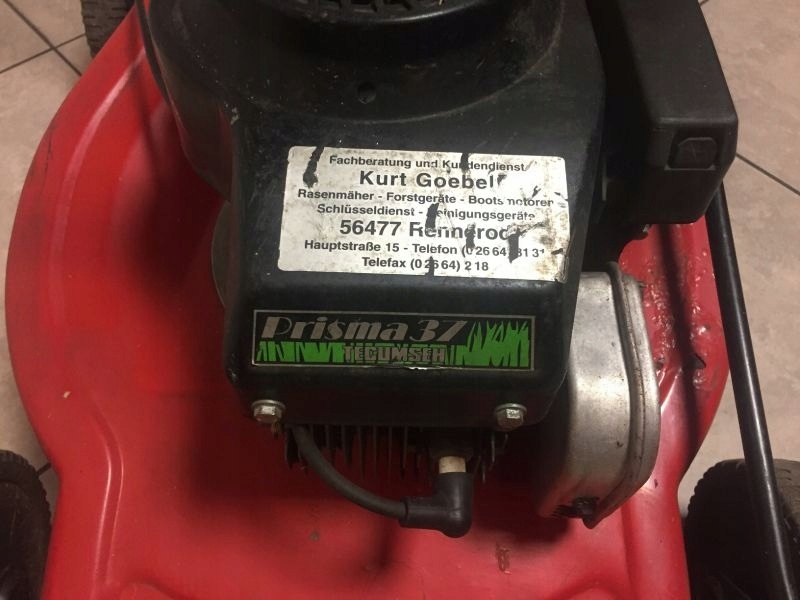 Fachberatung und Kundendienst
Kurt Goebel
Rasenmäher - Forstgeräte - Bootsmotoren
Schlüsseldienst - Reinigungsgeräte
56477 Rennerod
Hauptstraße 15 - Telefon (0 26 64)
Telefax (0 26 64) 2 18
Prisma 37
TECUMSEH